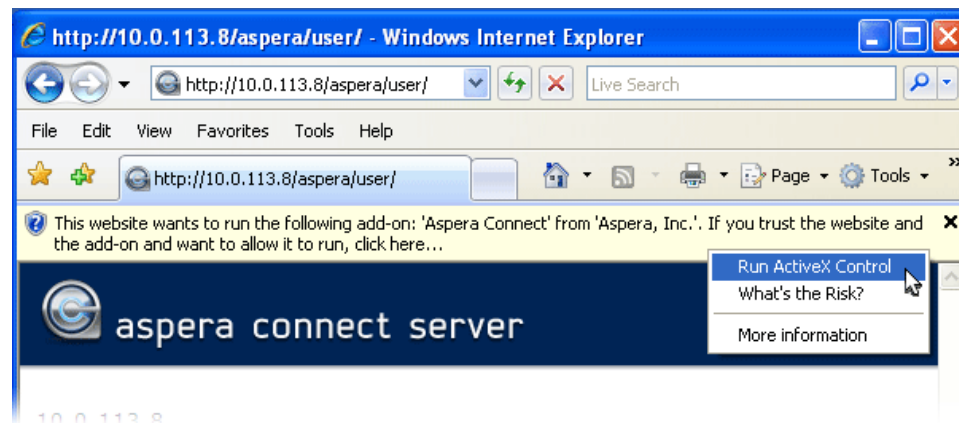 http://10.0.113.8/aspera/user/ - Windows Internet Explorer
http://10.0.113.8/aspera/user/
Live Search
File Edit View Favorites Tools Help
http://10.0.113.8/aspera/user/
Page
Tools
»
This website wants to run the following add-on: 'Aspera Connect' from 'Aspera, Inc.'. If you trust the website and
the add-on and want to allow it to run, click here...
Run ActiveX Control
What's the Risk?
More information
aspera connect server
10.0.113.8